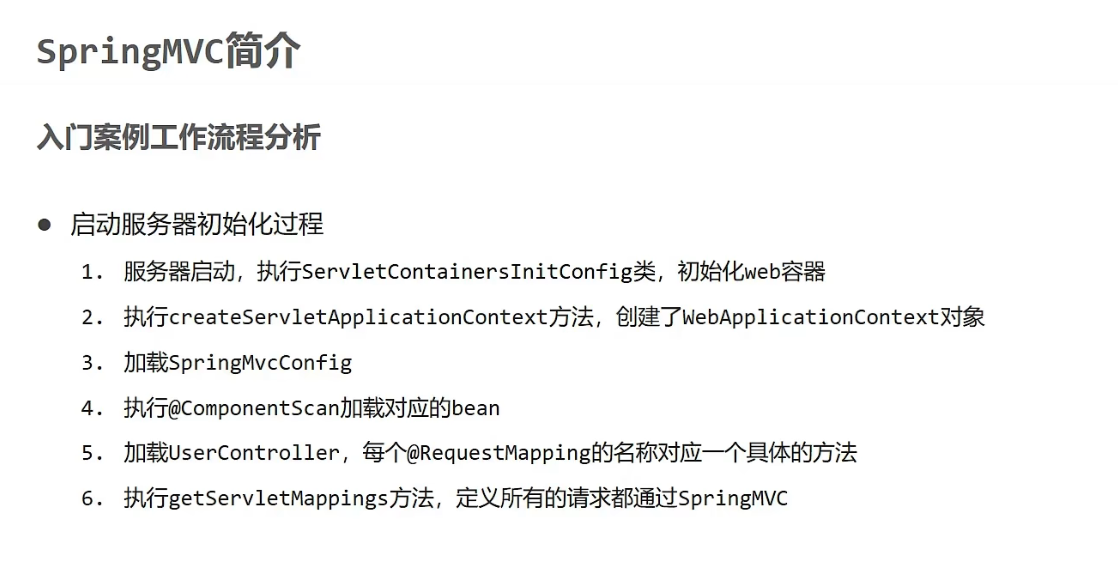 SpringMVC简介
入门案例工作流程分析
● 启动服务器初始化过程
1. 服务器启动，执行ServletContainersInitConfig类，初始化web容器
2. 执行createServletApplicationContext方法，创建了WebApplicationContext对象
3. 加载SpringMvcConfig
4. 执行@ComponentScan加载对应的bean
5. 加载UserController，每个@RequestMapping的名称对应一个具体的方法
6. 执行getServletMappings方法，定义所有的请求都通过SpringMVC